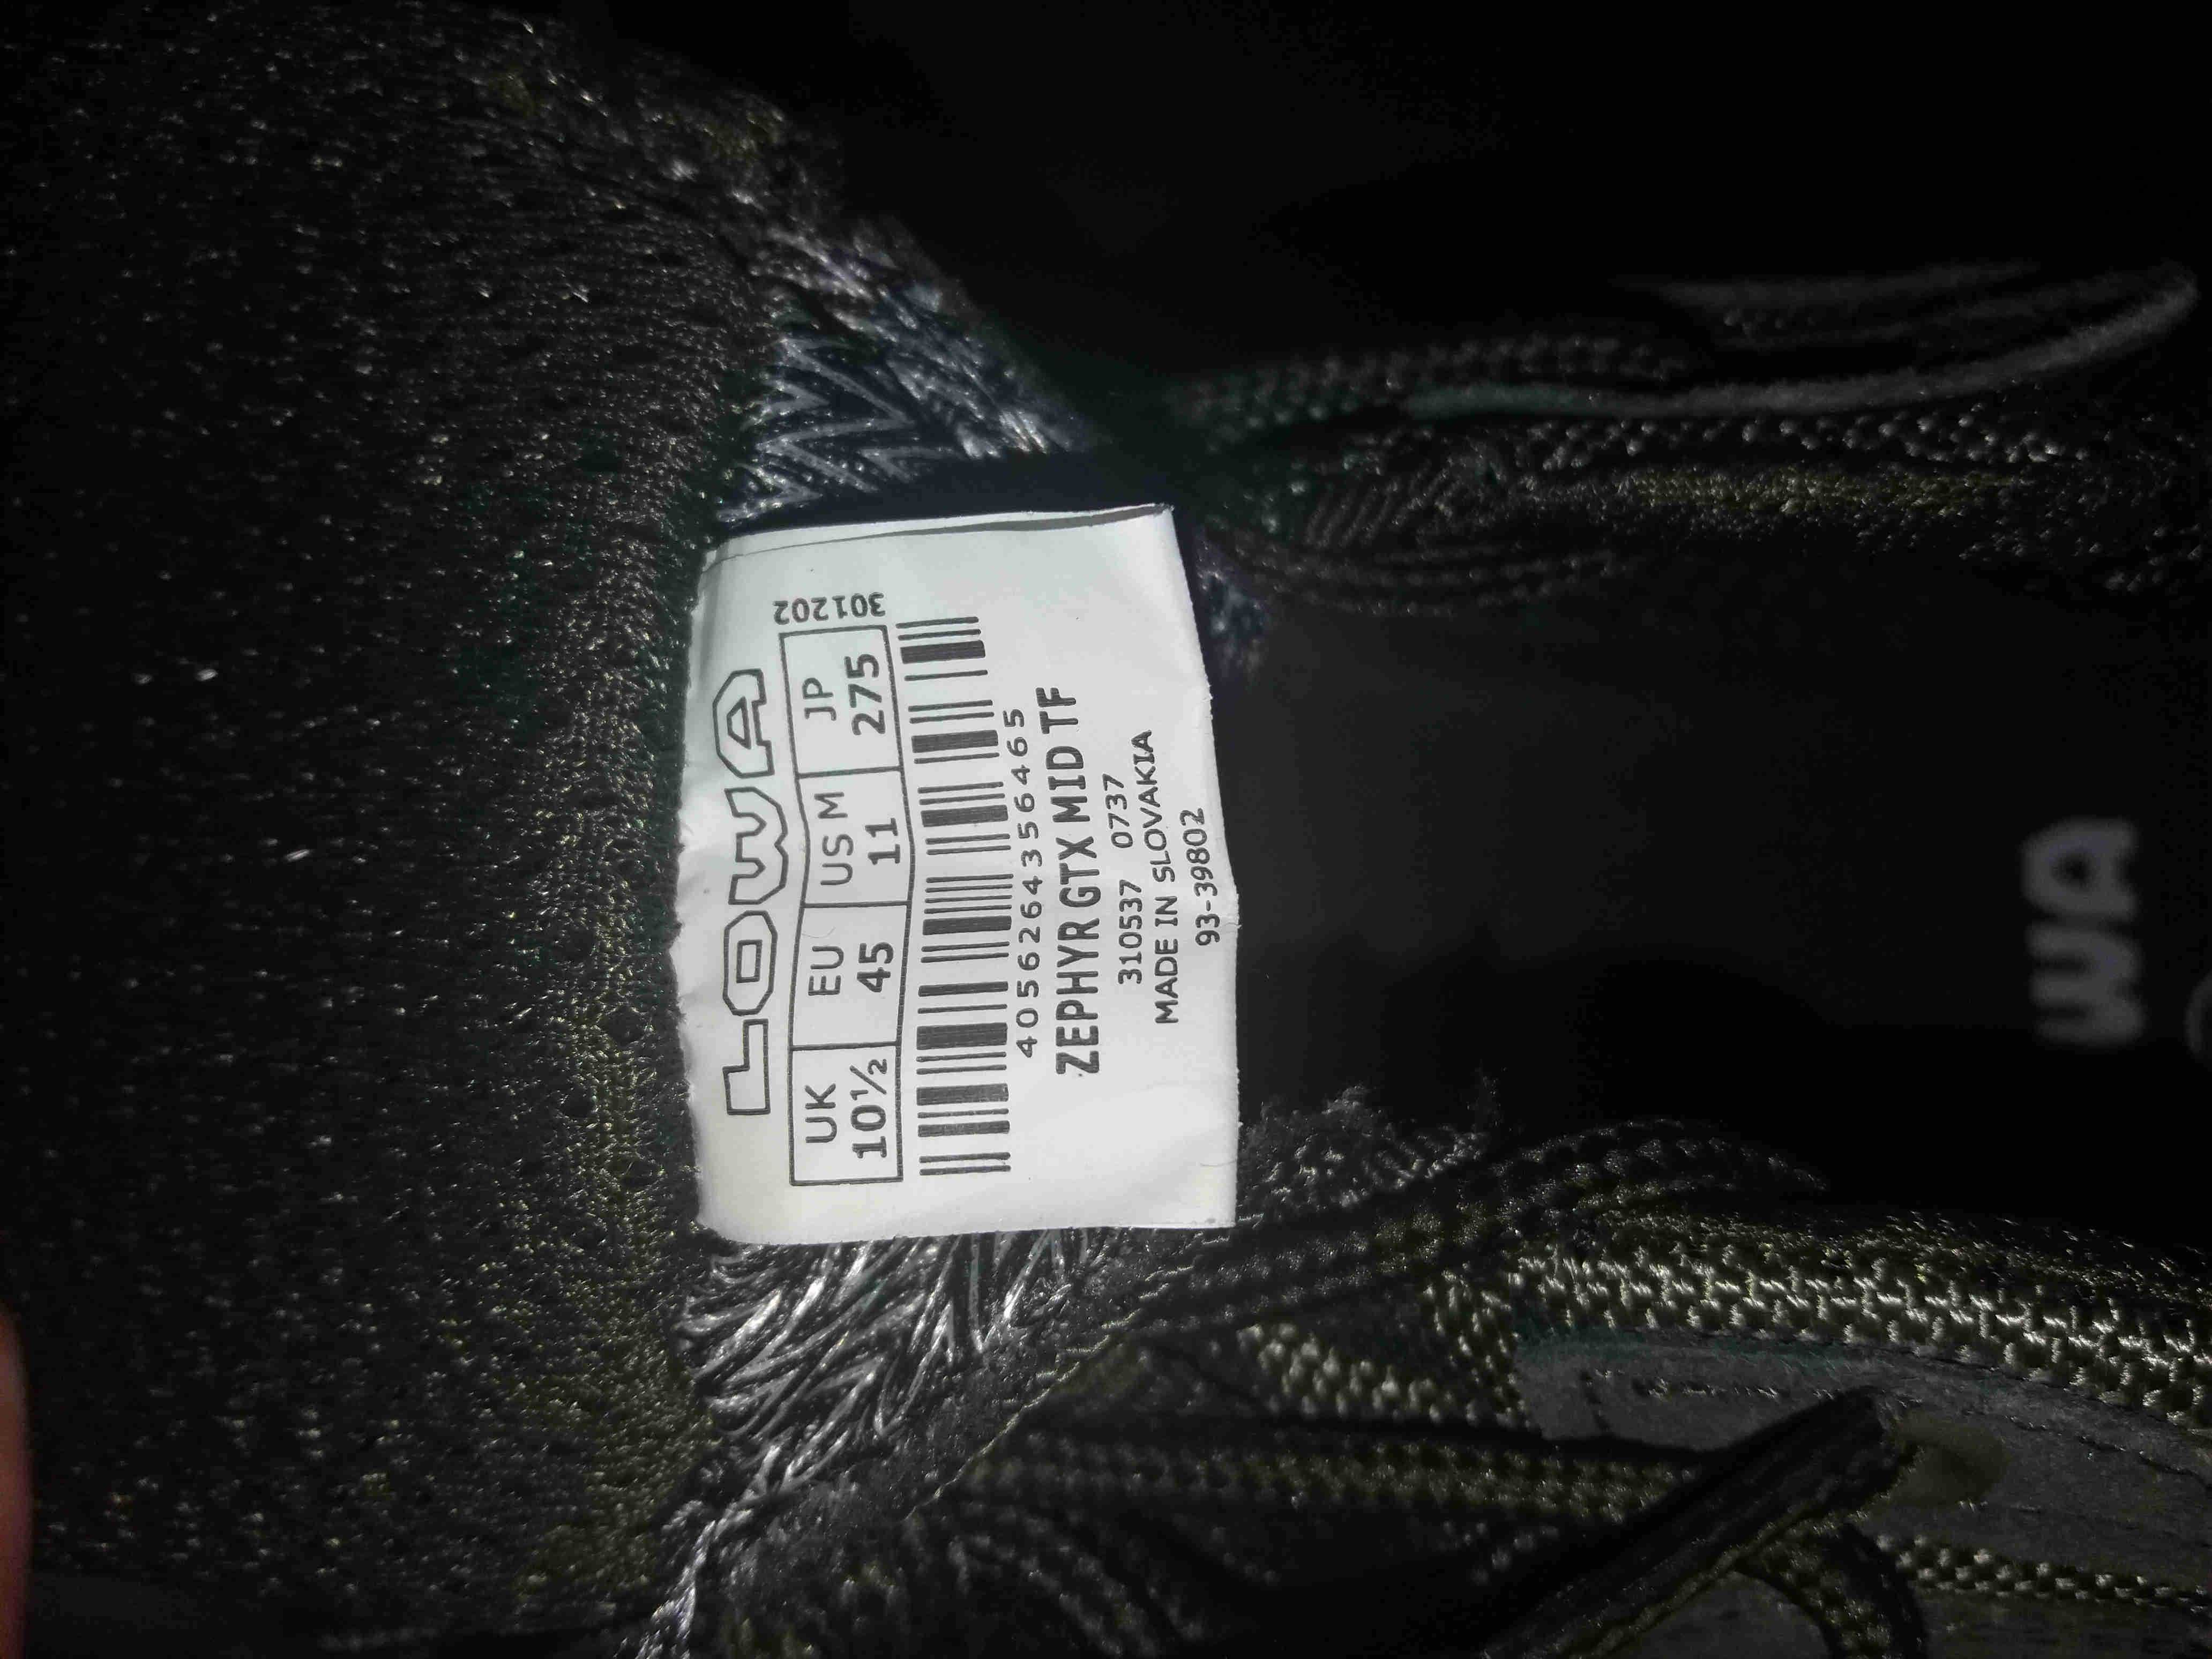 LOWA
UK EU US M JP
10½ 45 11 275
301202
4056264356465
ZEPHYR GTX MID TF
310537 0737
MADE IN SLOVAKIA
93-39802
WA